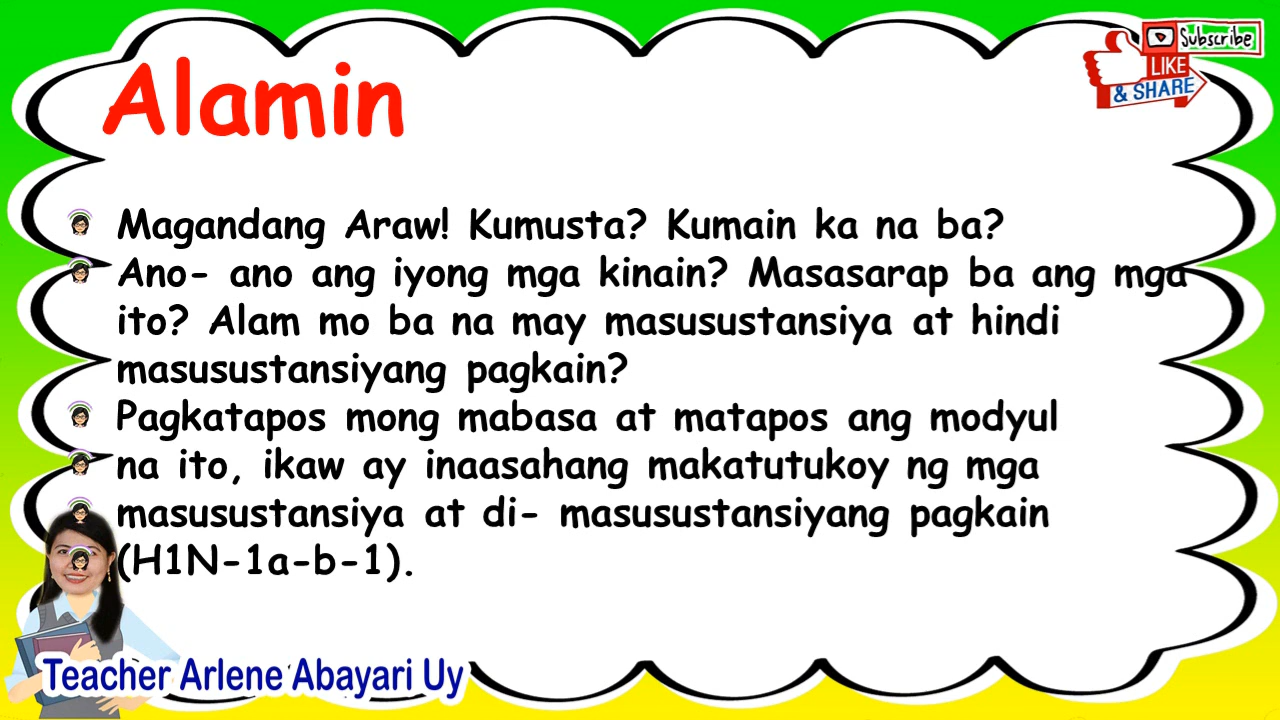 Subscribe
LIKE
& SHARE
Alamin
Magandang Araw! Kumusta? Kumain ka na ba?
Ano- ano ang iyong mga kinain? Masasarap ba ang mga
ito? Alam mo ba na may masusustansiya at hindi
masusustansiyang pagkain?
Pagkatapos mong mabasa at matapos ang modyul
na ito, ikaw ay inaasahang makatutukoy ng mga
masusustansiya at di- masusustansiyang pagkain
(H1N-1a-b-1).
Teacher Arlene Abayari Uy